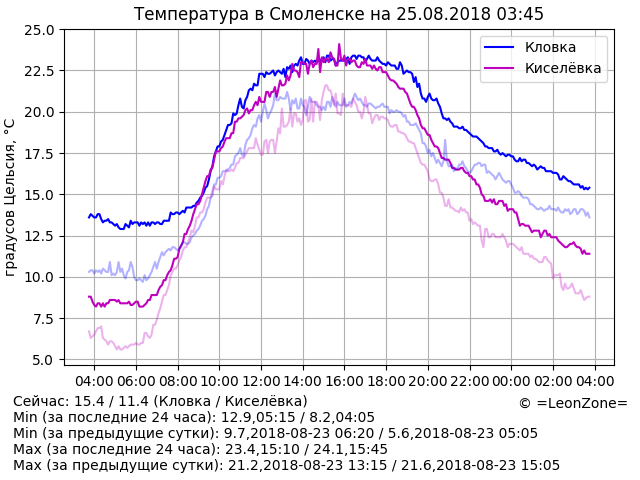 Температура в Смоленске на 25.08.2018 03:45
25.0
22.5
20.0
17.5
15.0
12.5
10.0
7.5
5.0
градусов Цельсия, °C
Кловка
Киселёвка
04:00 06:00 08:00 10:00 12:00 14:00 16:00 18:00 20:00 22:00 00:00 02:00 04:00
Сейчас: 15.4 / 11.4 (Кловка / Киселёвка)
© =LeonZone=
Min (за последние 24 часа): 12.9,05:15 / 8.2,04:05
Min (за предыдущие сутки): 9.7,2018-08-23 06:20 / 5.6,2018-08-23 05:05
Max (за последние 24 часа): 23.4,15:10 / 24.1,15:45
Max (за предыдущие сутки): 21.2,2018-08-23 13:15 / 21.6,2018-08-23 15:05